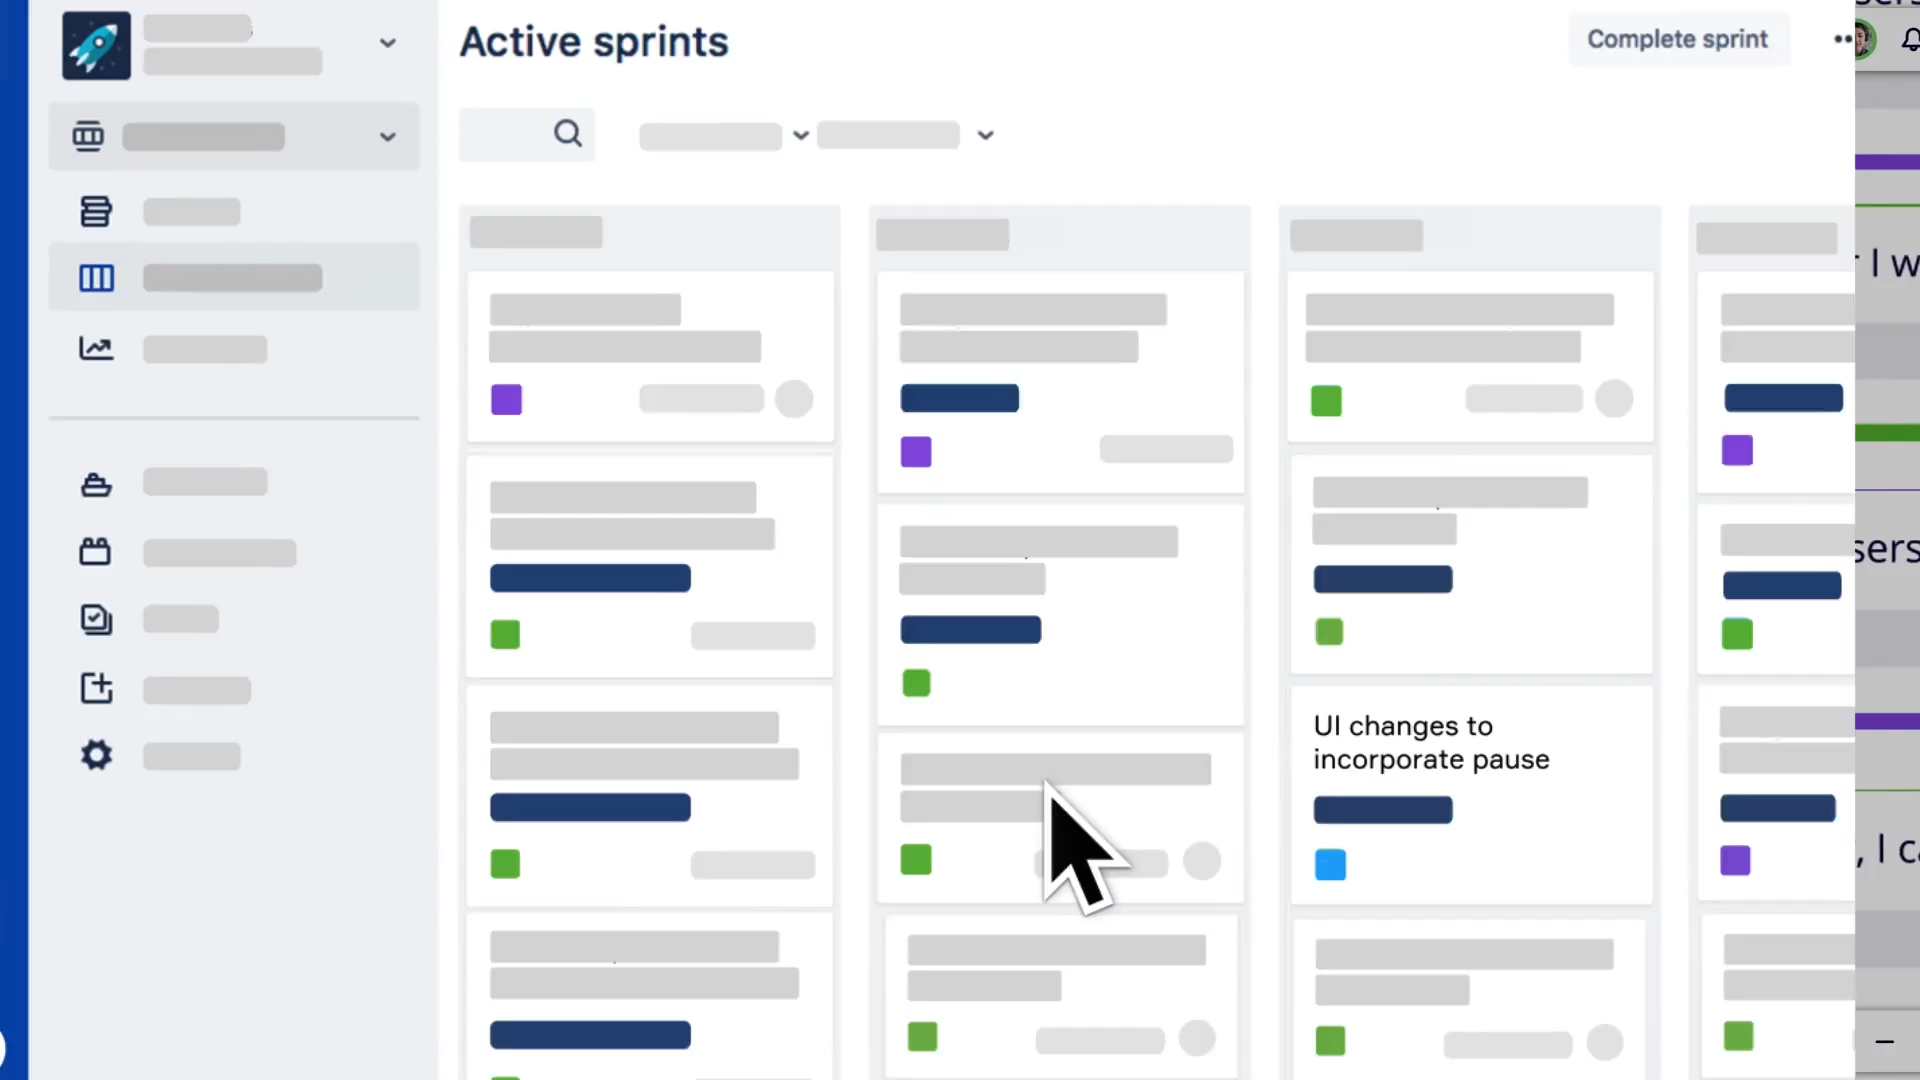 Active sprints
Complete sprint
I w
sers
UI changes to
incorporate pause
, I c